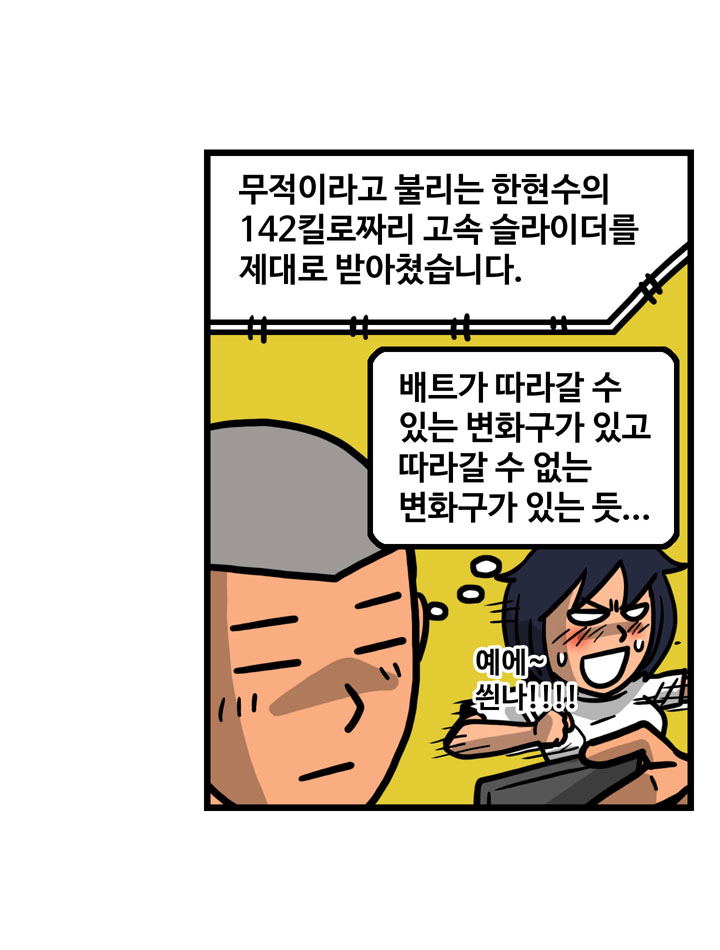 무적이라고 불리는 한현수의
142킬로짜리 고속 슬라이더를
제대로 받아쳤습니다.
배트가 따라갈 수
있는 변화구가 있고
따라갈 수 없는
변화구가 있는 듯...
예에~
씐나!!!!